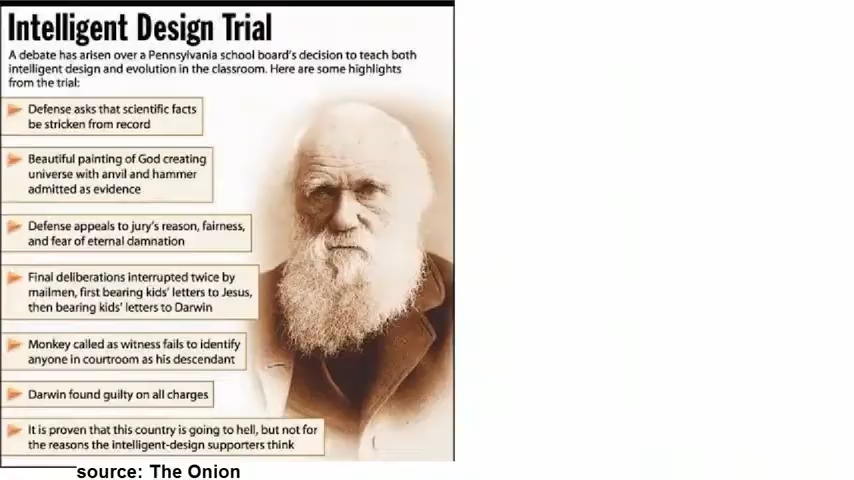 Intelligent Design Trial
A debate has arisen over a Pennsylvania school board's decision to teach both
intelligent design and evolution in the classroom. Here are some highlights
from the trial:
Defense asks that scientific facts
be stricken from record
Beautiful painting of God creating
universe with anvil and hammer
admitted as evidence
Defense appeals to jury's reason, fairness,
and fear of eternal damnation
Final deliberations interrupted twice by
mailmen, first bearing kids' letters to Jesus,
then bearing kids' letters to Darwin
Monkey called as witness fails to identify
anyone in courtroom as his descendant
Darwin found guilty on all charges
It is proven that this country is going to hell, but not for
the reasons the intelligent-design supporters think
source: The Onion